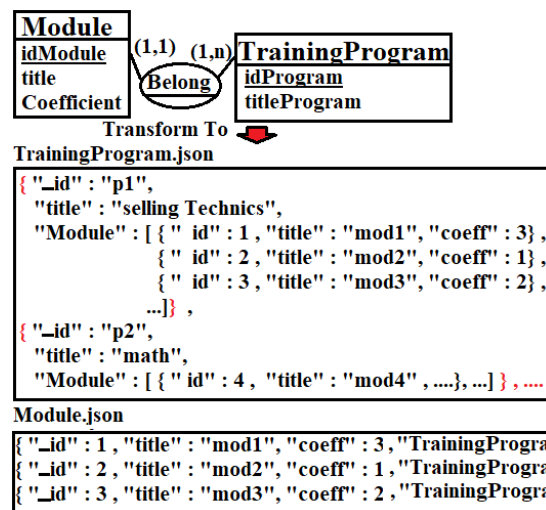 Module
idModule
title
Coefficient
(1,1)
(1,n)
Belong
TrainingProgram
idProgram
titleProgram
Transform To
TrainingProgram.json
{ "_id" : "p1",
"title" : "selling Technics",
"Module" : [ { " id" : 1 , "title" : "mod1", "coeff" : 3} ,
{ " id" : 2 , "title" : "mod2", "coeff" : 1} ,
{ " id" : 3 , "title" : "mod3", "coeff" : 2} ,
...]} ,
{ "_id" : "p2",
"title" : "math",
"Module" : [ { " id" : 4 , "title" : "mod4" , ....}, ...] } , ....
Module.json
{ "_id" : 1 , "title" : "mod1", "coeff" : 3 , "TrainingProgra
{ "_id" : 2 , "title" : "mod2", "coeff" : 1 , "TrainingProgra
{ "_id" : 3 , "title" : "mod3", "coeff" : 2 , "TrainingProgra